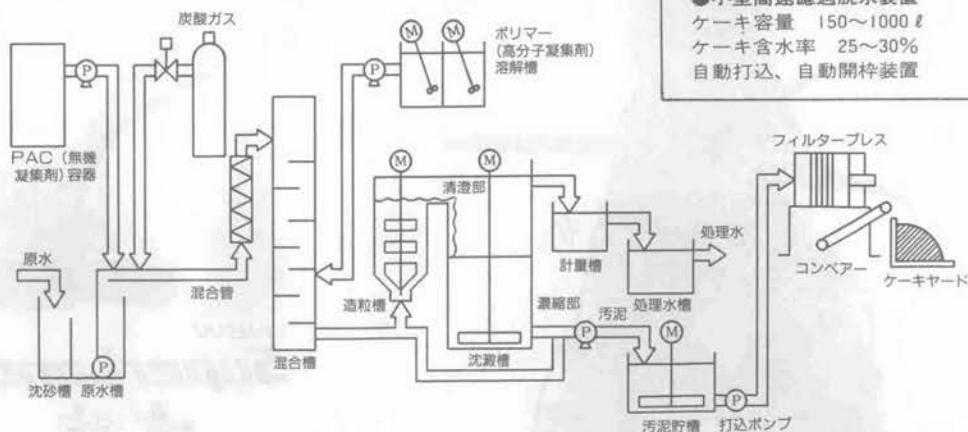 ●小型高速濾過脱水装置
ケーキ容量 150〜1000ℓ
ケーキ含水率 25〜30%
自動打込、自動開枠装置
炭酸ガス
P
PAC(無機
凝集剤)容器
M M
P
ポリマー
(高分子凝集剤)
溶解槽
原水
混合管
沈砂槽
P
原水槽
混合槽
M
M
清澄部
造粒槽
濃縮部
沈澱槽
計量槽
処理水
処理水槽
汚泥
P
M
汚泥貯槽
P
打込ポンプ
フィルタープレス
コンベアー
ケーキヤード